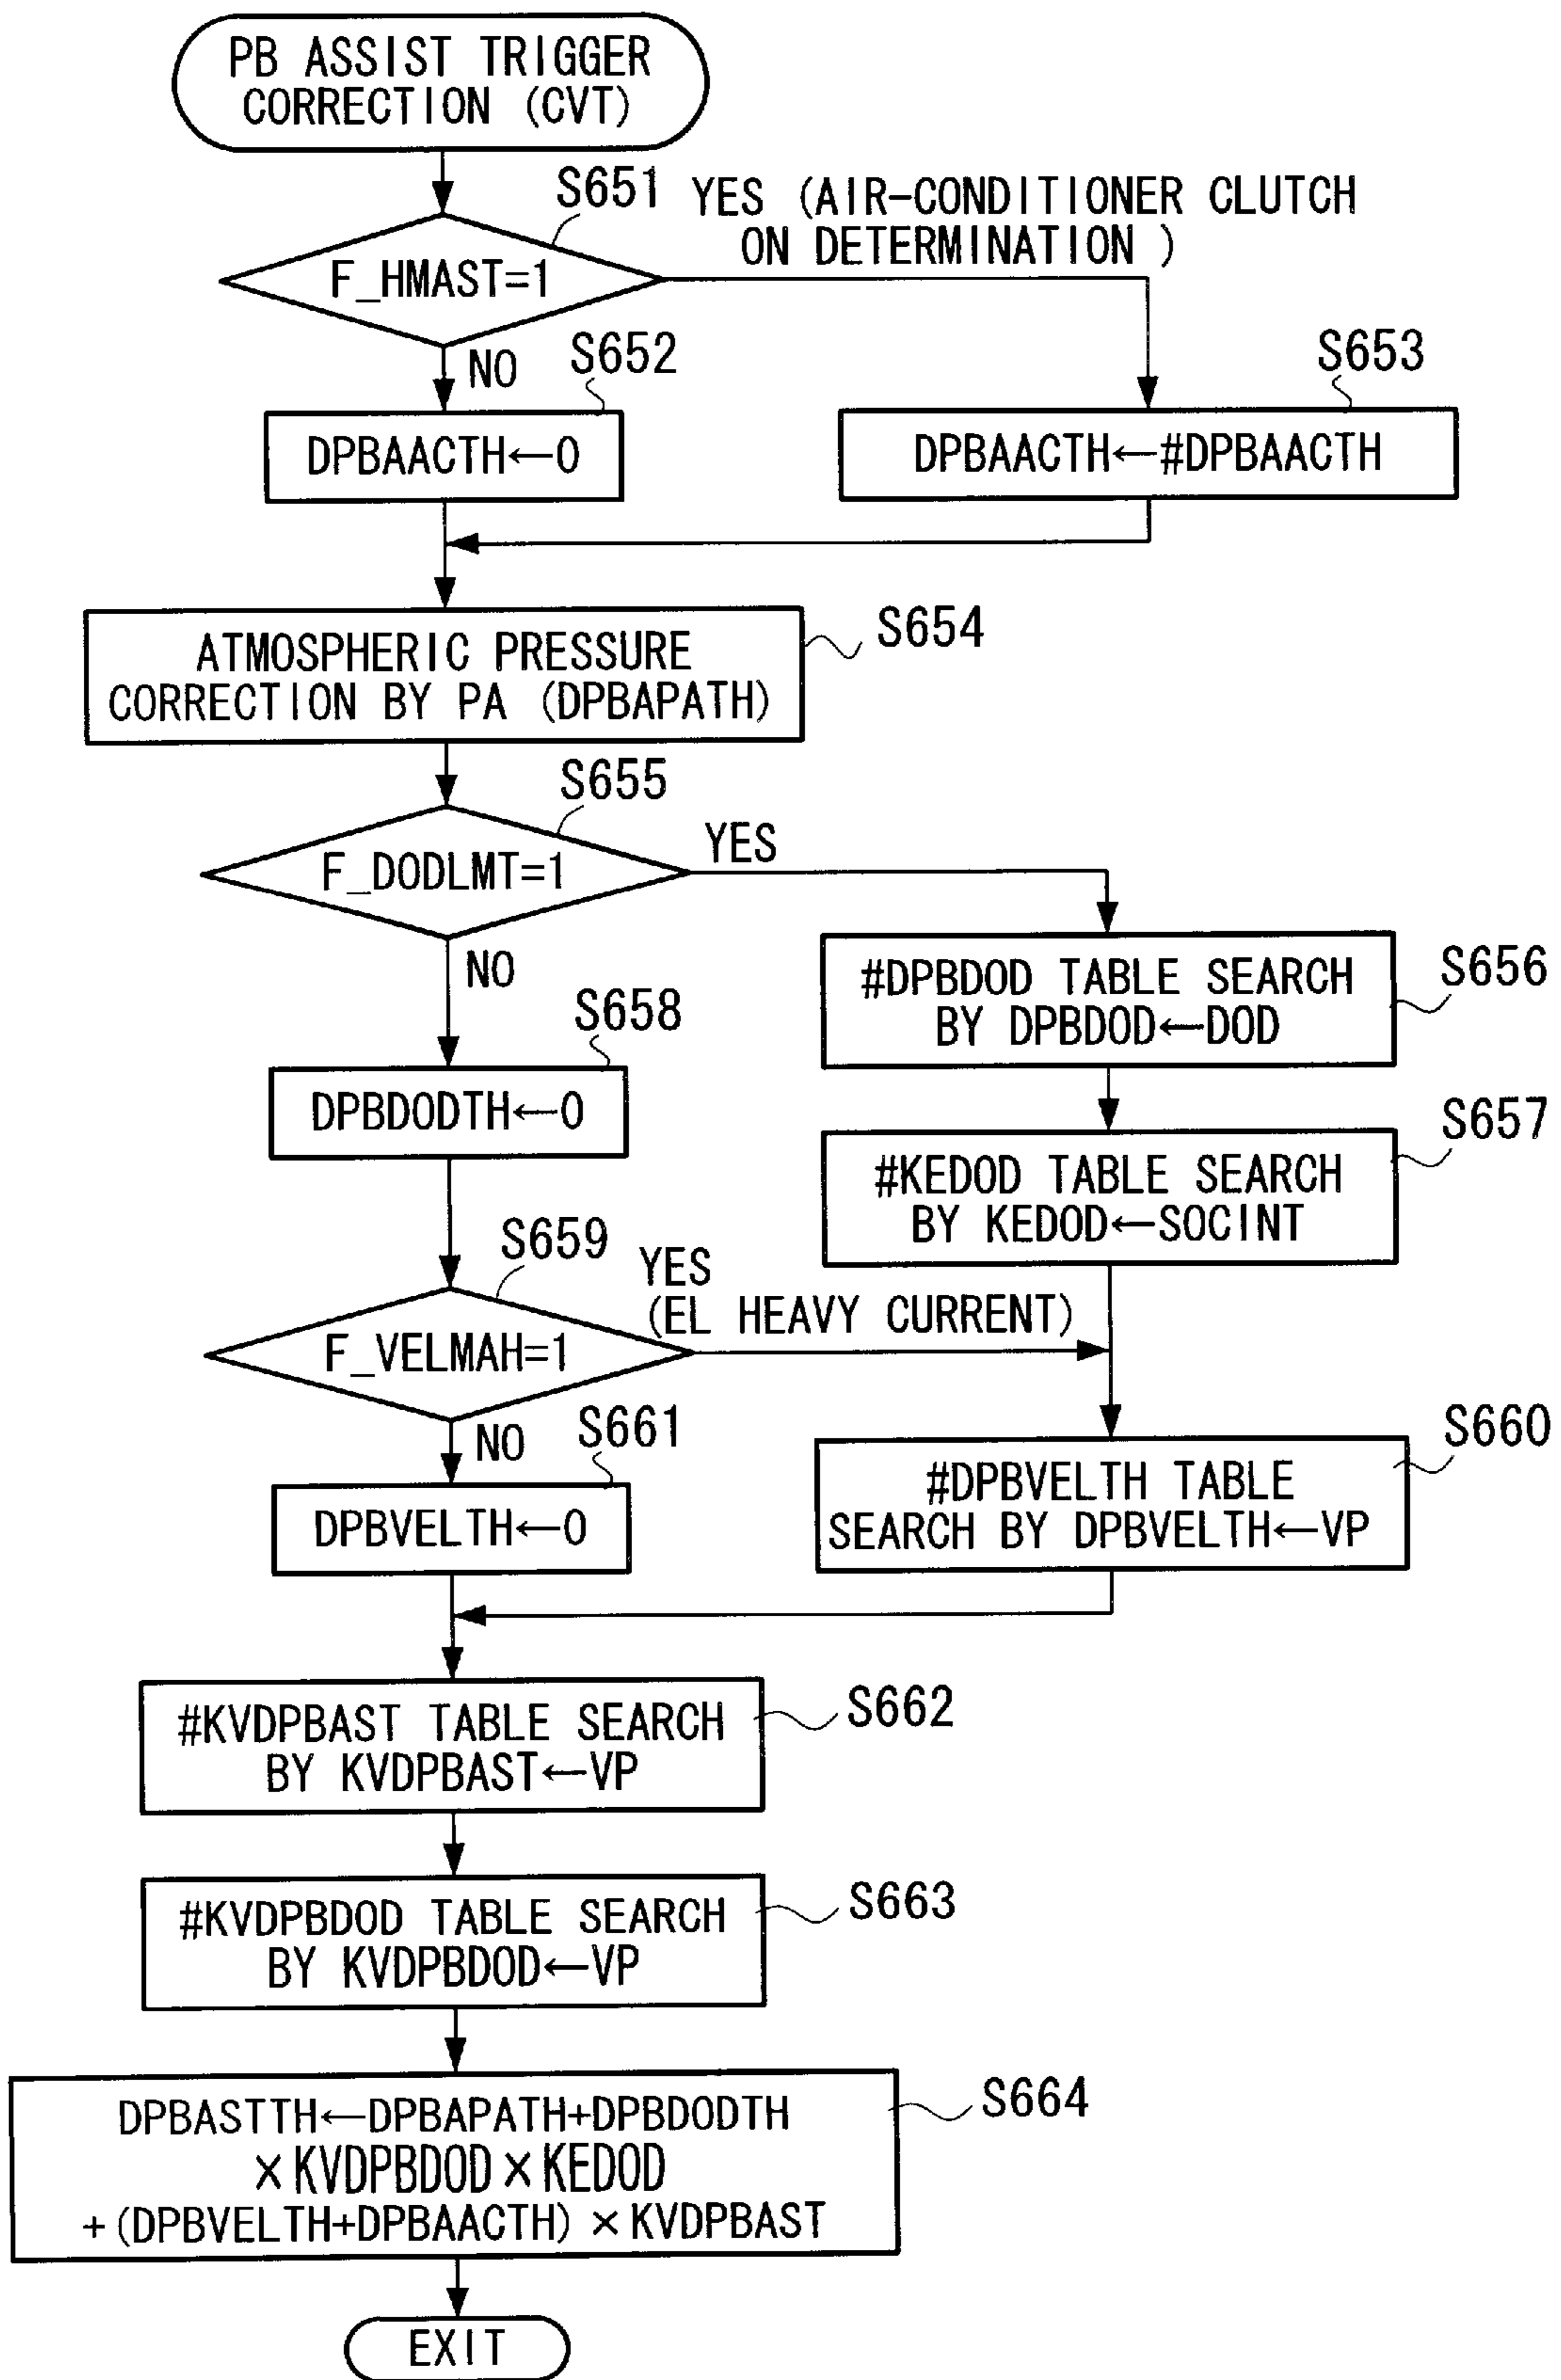 PB ASSIST TRIGGER
CORRECTION (CVT)
S651
YES (AIR-CONDITIONER CLUTCH
ON DETERMINATION )
F_HMAST=1
NO
S652
S653
DPBAACTH←0
DPBAACTH←#DPBAACTH
S654
ATMOSPHERIC PRESSURE
CORRECTION BY PA (DPBAPATH)
S655
YES
F_DODLMT=1
NO
S656
#DPBDOD TABLE SEARCH
BY DPBDOD←DOD
S658
DPBDODTH←0
S657
#KEDOD TABLE SEARCH
BY KEDOD←SOCINT
S659
YES
(EL HEAVY CURRENT)
F_VELMAH=1
NO
S661
S660
DPBVELTH←0
#DPBVELTH TABLE
SEARCH BY DPBVELTH←VP
S662
#KVDPBAST TABLE SEARCH
BY KVDPBAST←VP
S663
#KVDPBDOD TABLE SEARCH
BY KVDPBDOD←VP
S664
DPBASTTH←DPBAPATH+DPBDODTH
×KVDPBDOD×KEDOD
+(DPBVELTH+DPBAACTH)×KVDPBAST
EXIT